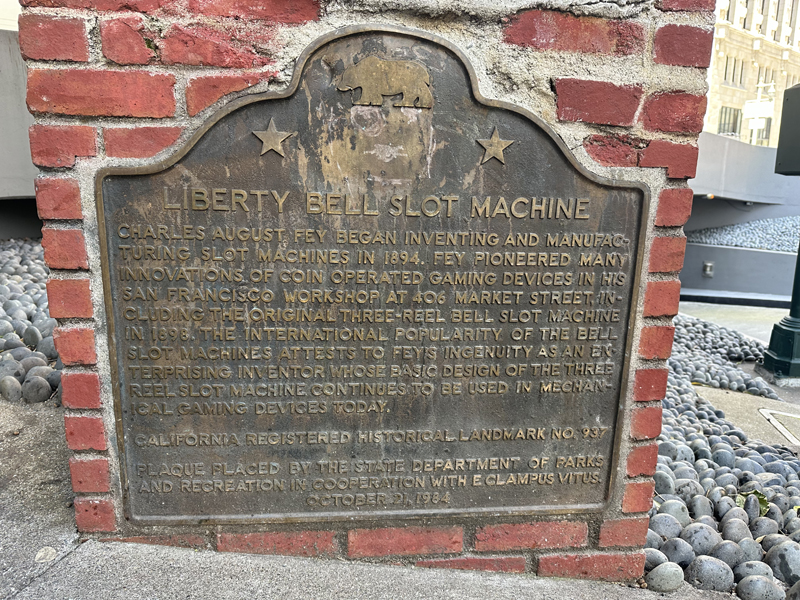 LIBERTY BELL SLOT MACHINE
CHARLES AUGUST FEY BEGAN INVENTING AND MANUFAC-
TURING SLOT MACHINES IN 1894. FEY PIONEERED MANY
INNOVATIONS OF COIN OPERATED GAMING DEVICES IN HIS
SAN FRANCISCO WORKSHOP AT 406 MARKET STREET, IN-
CLUDING THE ORIGINAL THREE-REEL BELL SLOT MACHINE
IN 1898. THE INTERNATIONAL POPULARITY OF THE BELL
SLOT MACHINES ATTESTS TO FEY'S INGENUITY AS AN EN-
TERPRISING INVENTOR WHOSE BASIC DESIGN OF THE THREE
REEL SLOT MACHINE CONTINUES TO BE USED IN MECHAN-
ICAL GAMING DEVICES TODAY.
CALIFORNIA REGISTERED HISTORICAL LANDMARK NO. 937
PLAQUE PLACED BY THE STATE DEPARTMENT OF PARKS
AND RECREATION IN COOPERATION WITH E CLAMPUS VITUS.
OCTOBER 21, 1984